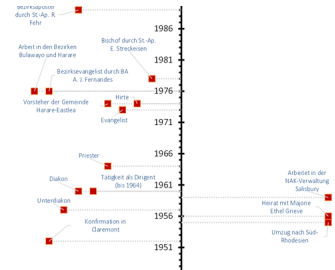 Bezirksapostel
durch St.-Ap. R.
Fehr
1986
Bischof durch St.-Ap.
E. Streckeisen
Arbeit in den Bezirken
Bulawayo und Harare
1981
Bezirksevangelist durch BA
A. J. Fernandes
1976
Vorsteher der Gemeinde
Harare-Eastlea
Hirte
Evangelist
1971
Priester
1966
Arbeitet in der
NAK-Verwaltung
Salisbury
Diakon
Tätigkeit als Dirigent
(bis 1964)
1961
Unterdiakon
Heirat mit Majorie
Ethel Grieve
1956
Konfirmation in
Claremont
Umzug nach Süd-
Rhodesien
1951